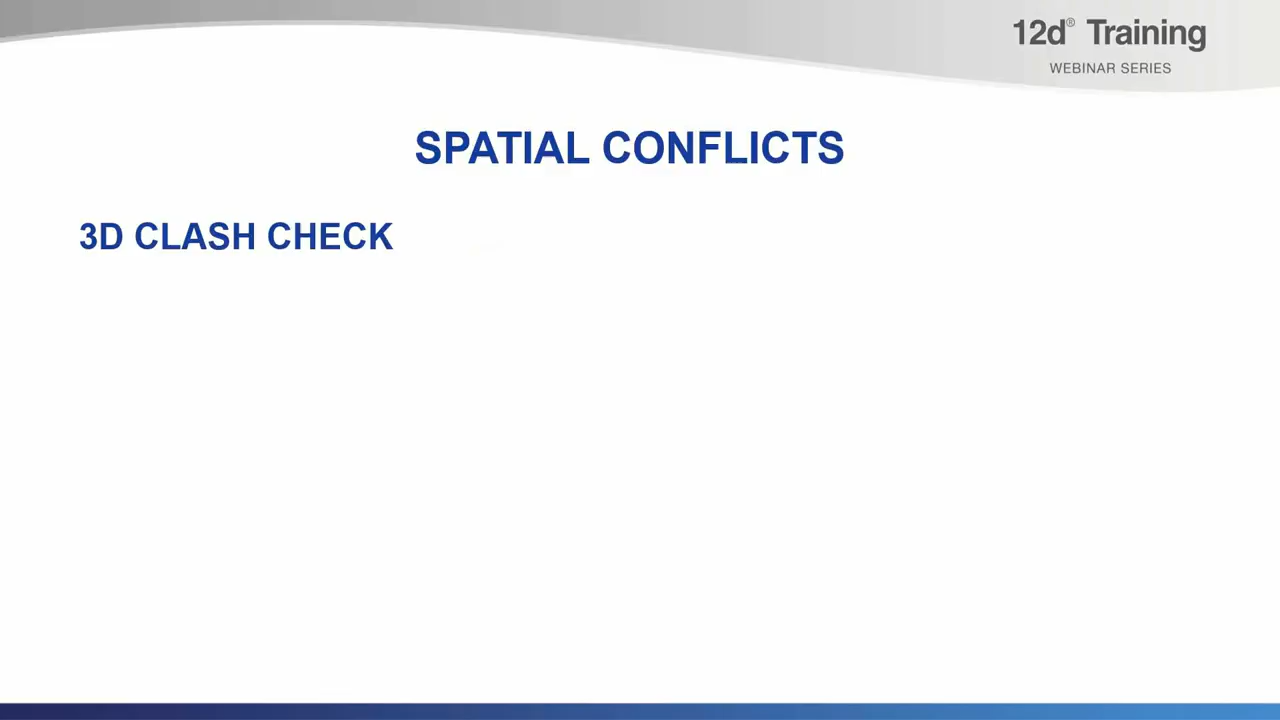 12d® Training
WEBINAR SERIES
SPATIAL CONFLICTS
3D CLASH CHECK